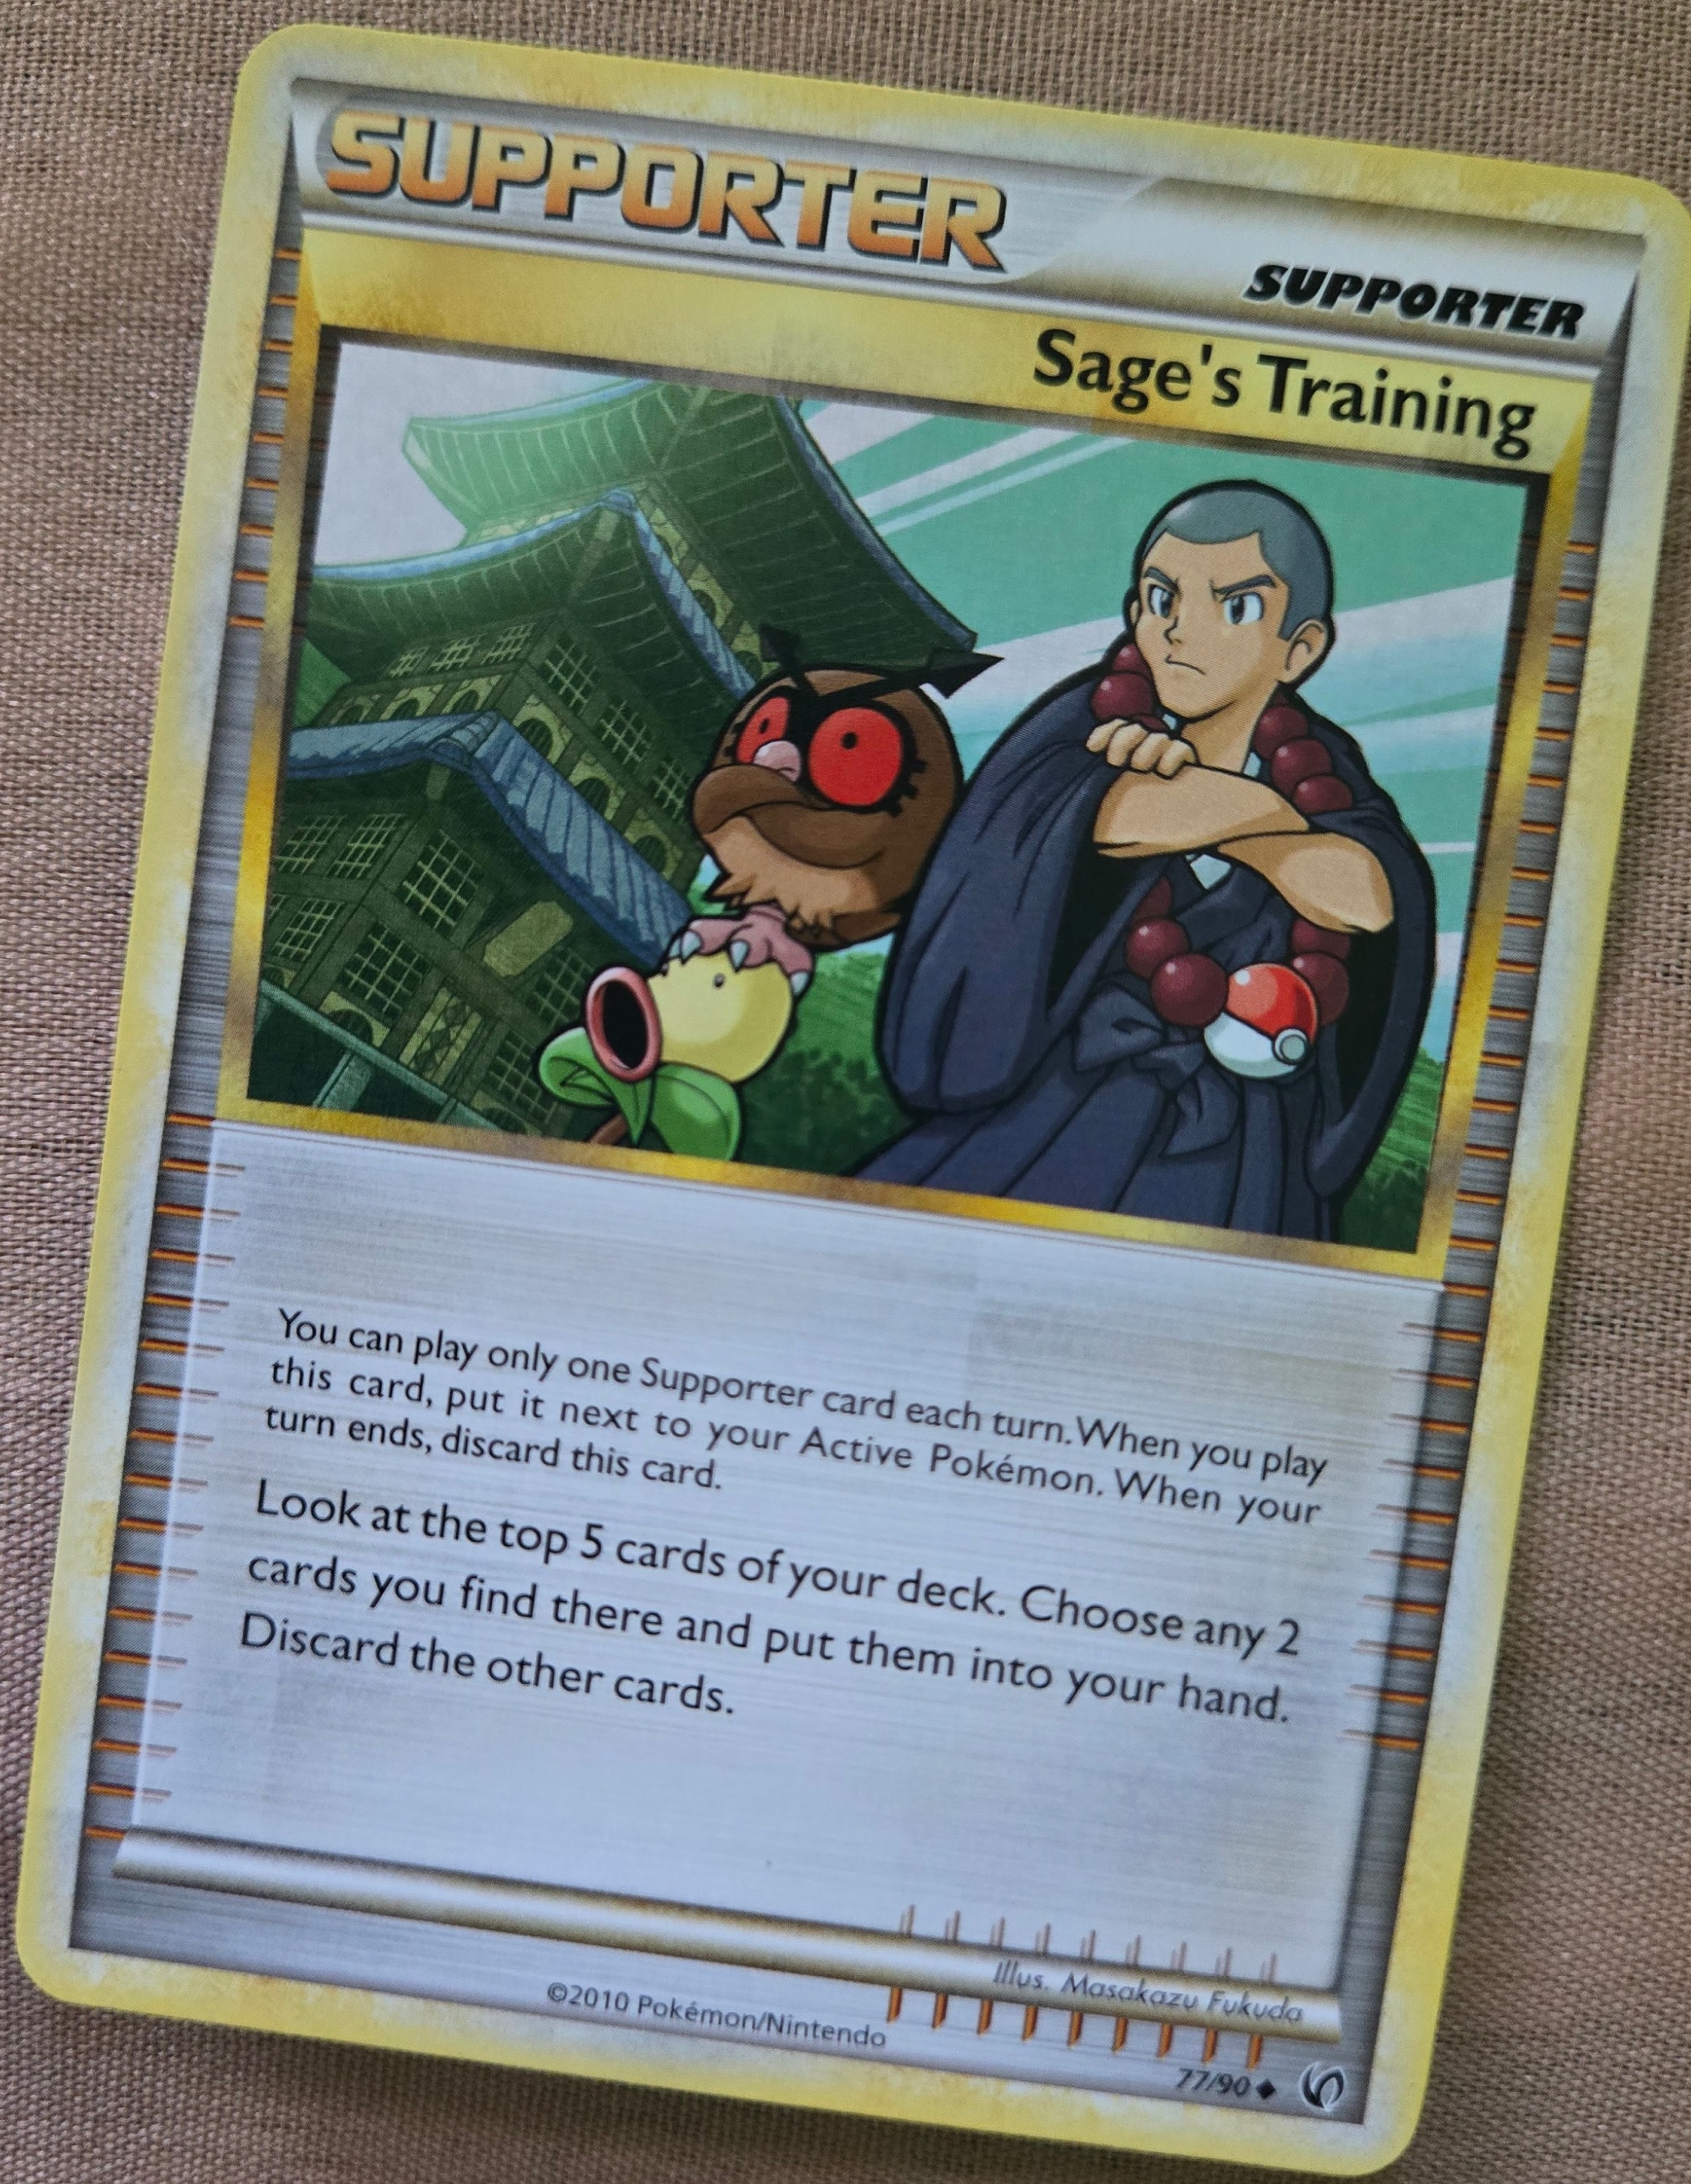 SUPPORTER
SUPPORTER
Sage's Training
You can play only one Supporter card each turn. When you play
this card, put it next to your Active Pokémon. When your
turn ends, discard this card.
Look at the top 5 cards of your deck. Choose any 2
cards you find there and put them into your hand.
Discard the other cards.
Illus. Masakazu Fukuda
©2010 Pokémon/Nintendo
77/90